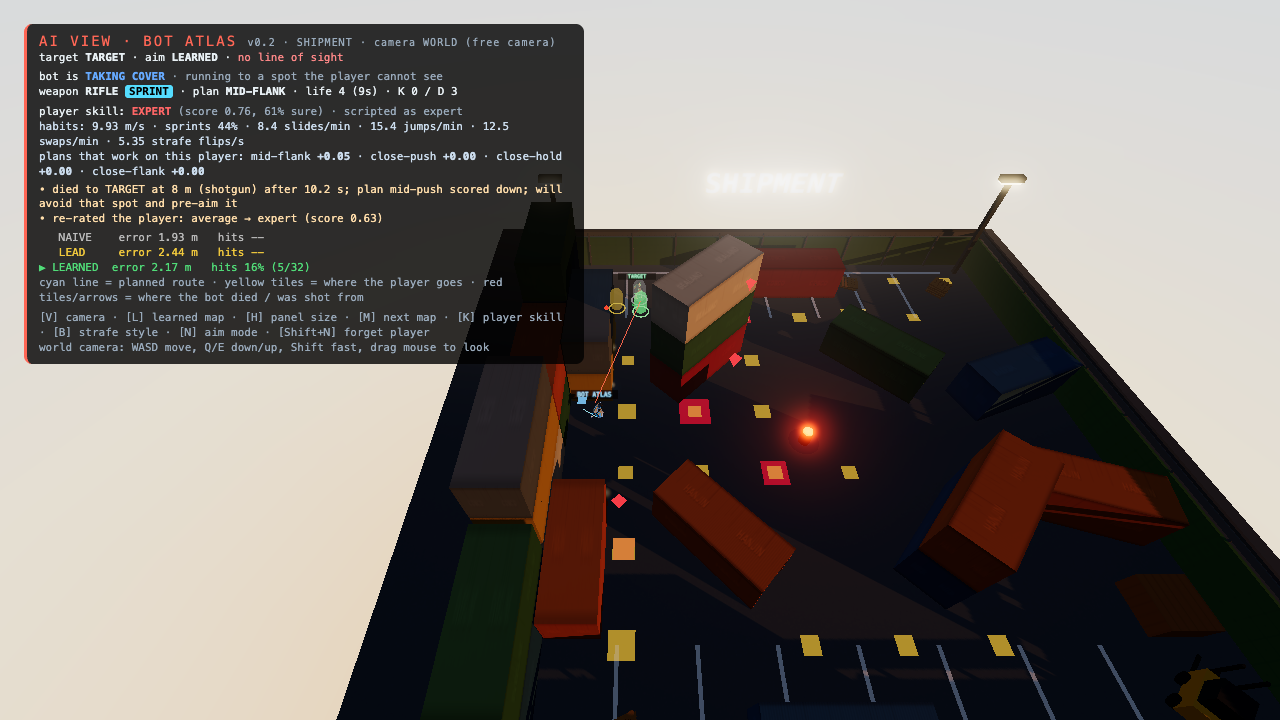 AI VIEW · BOT ATLAS v0.2 · SHIPMENT · camera WORLD (free camera)
target TARGET · aim LEARNED · no line of sight
bot is TAKING COVER · running to a spot the player cannot see
weapon RIFLE SPRINT · plan MID-FLANK · life 4 (9s) · K 0 / D 3
player skill: EXPERT (score 0.76, 61% sure) · scripted as expert
habits: 9.93 m/s · sprints 44% · 8.4 slides/min · 15.4 jumps/min · 12.5
swaps/min · 5.35 strafe flips/s
plans that work on this player: mid-flank +0.05 · close-push +0.00 · close-hold
+0.00 · close-flank +0.00
• died to TARGET at 8 m (shotgun) after 10.2 s; plan mid-push scored down; will
avoid that spot and pre-aim it
• re-rated the player: average → expert (score 0.63)
NAIVE error 1.93 m hits ——
LEAD error 2.44 m hits ——
▶ LEARNED error 2.17 m hits 16% (5/32)
cyan line = planned route · yellow tiles = where the player goes · red
tiles/arrows = where the bot died / was shot from
[V] camera · [L] learned map · [H] panel size · [M] next map · [K] player skill
· [B] strafe style · [N] aim mode · [Shift+N] forget player
world camera: WASD move, Q/E down/up, Shift fast, drag mouse to look
SHIPMENT
TARGET
BOT ATLAS